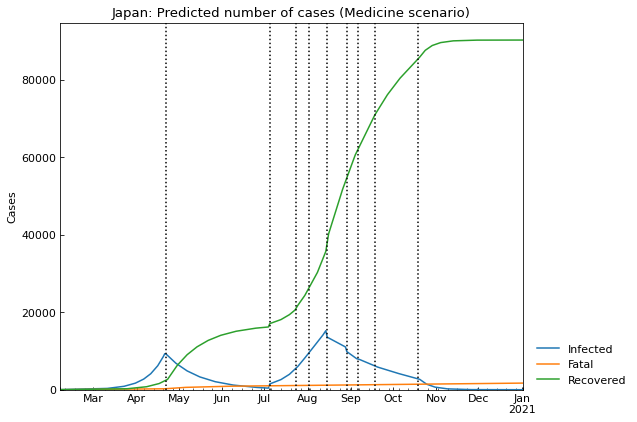 Japan: Predicted number of cases (Medicine scenario)
Cases
80000
60000
40000
20000
0
Mar Apr May Jun Jul Aug Sep Oct Nov Dec Jan
2021
Infected
Fatal
Recovered